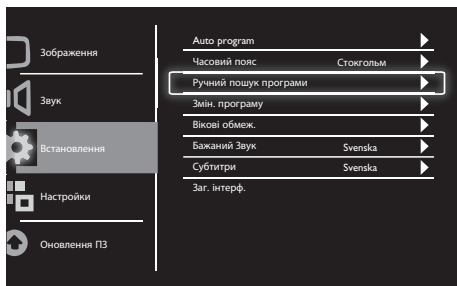 Зображення
Звук
Встановлення
Настройки
Оновлення ПЗ
Auto program
Часовий пояс Стокгольм
Ручний пошук програми
Змін. програму
Вікові обмеж.
Бажаний Звук Svenska
Субтитри Svenska
Заг. інтерф.